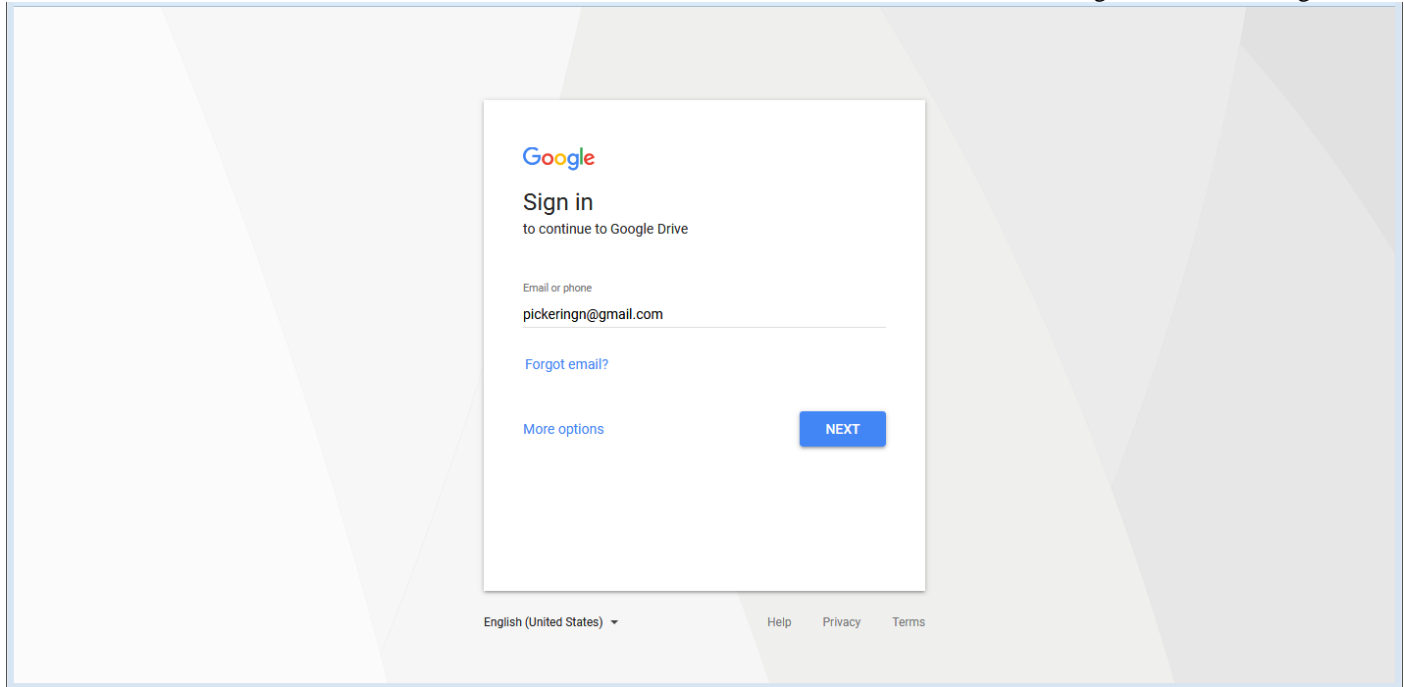 Google
Sign in
to continue to Google Drive
Email or phone
pickeringn@gmail.com
Forgot email?
More options
NEXT
English (United States)
Help Privacy Terms